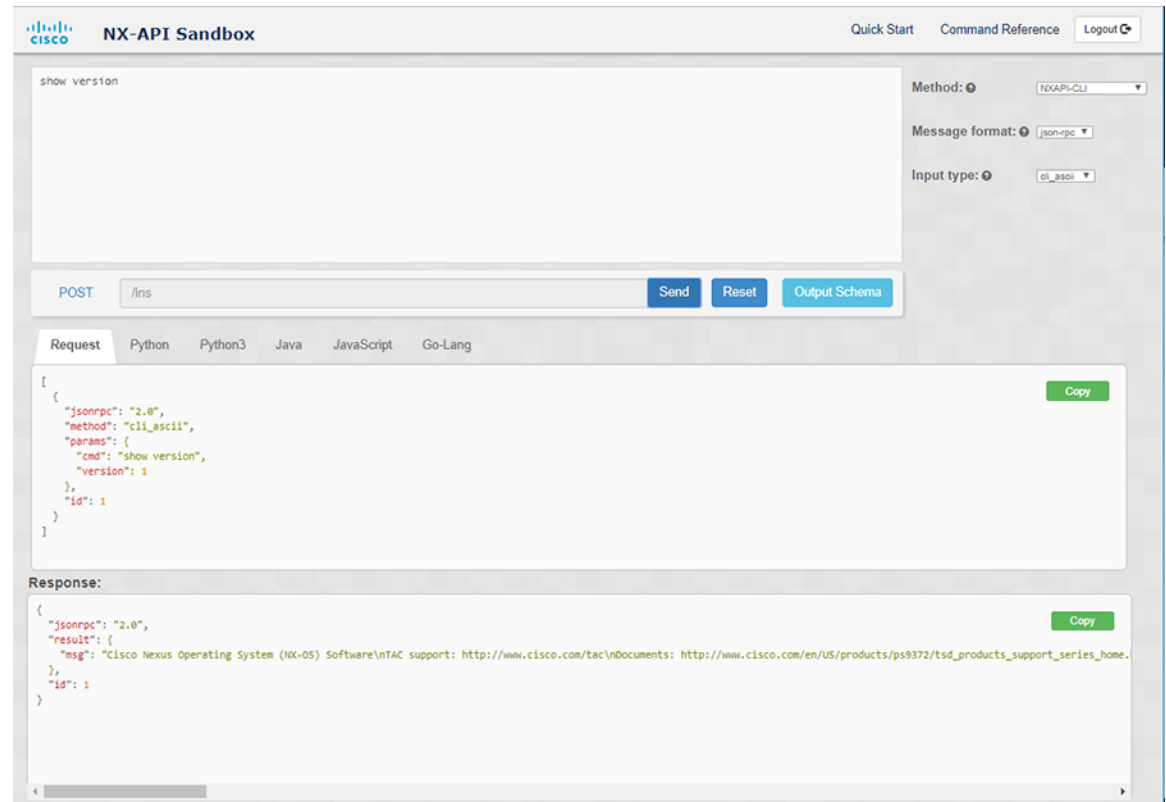 CISCO
NX-API Sandbox
Quick Start
Command Reference
Logout
show version
Method:
NXAPI-CLI
Message format:
json-rpc
Input type:
cli_ascii
POST
/ins
Send
Reset
Output Schema
Request
Python
Python3
Java
JavaScript
Go-Lang
Copy
[
{
"jsonrpc": "2.0",
"method": "cli_ascii",
"params": {
"cmd": "show version",
"version": 1
},
"id": 1
}
]
Response:
Copy
{
"jsonrpc": "2.0",
"result": {
"msg": "Cisco Nexus Operating System (NX-OS) Software\nTAC support: http://www.cisco.com/tac\nDocuments: http://www.cisco.com/en/US/products/ps9372/tsd_products_support_series_home.
},
"id": 1
}